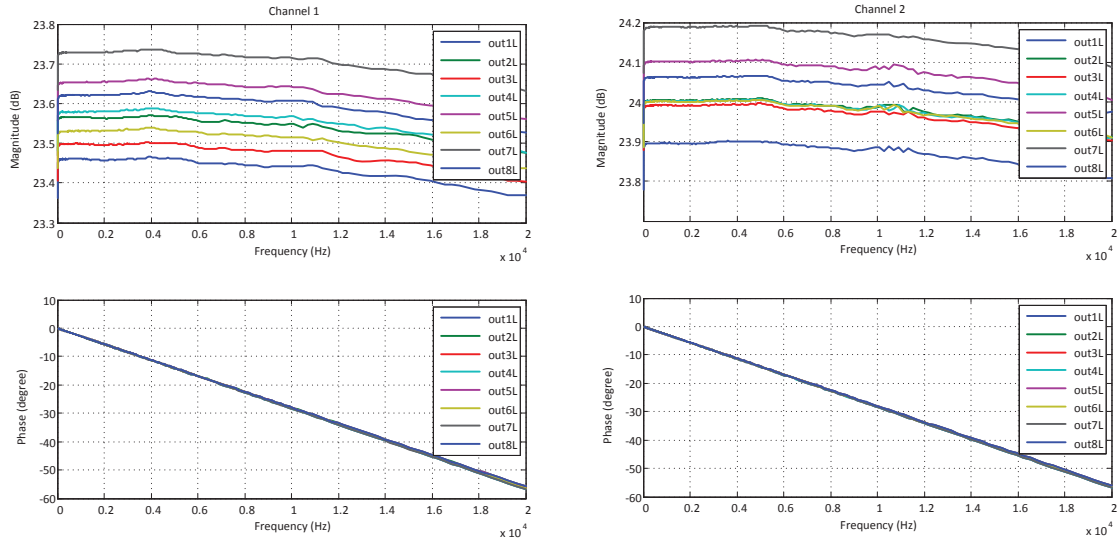 Channel 1
23.8
23.7
23.6
23.5
23.4
23.3
Magnitude (dB)
0 0.2 0.4 0.6 0.8 1.0 1.2 1.4 1.6 1.8 20
Frequency (Hz)
x 10 4
out1L
out2L
out3L
out4L
out5L
out6L
out7L
out8L
Channel 2
24.2
24.1
24
23.9
23.8
Magnitude (dB)
0 0.2 0.4 0.6 0.8 1.0 1.2 1.4 1.6 1.8 2
Frequency (Hz)
x 10 4
out1L
out2L
out3L
out4L
out5L
out6L
out7L
out8L
10
0
-10
-20
-30
-40
-50
-60
Phase (degree)
0 0.2 0.4 0.6 0.8 1.0 1.2 1.4 1.6 1.8 20
Frequency (Hz)
x 10 4
out1L
out2L
out3L
out4L
out5L
out6L
out7L
out8L
10
0
-10
-20
-30
-40
-50
-60
Phase (degree)
0 0.2 0.4 0.6 0.8 1.0 1.2 1.4 1.6 1.8 2
Frequency (Hz)
x 10 4
out1L
out2L
out3L
out4L
out5L
out6L
out7L
out8L